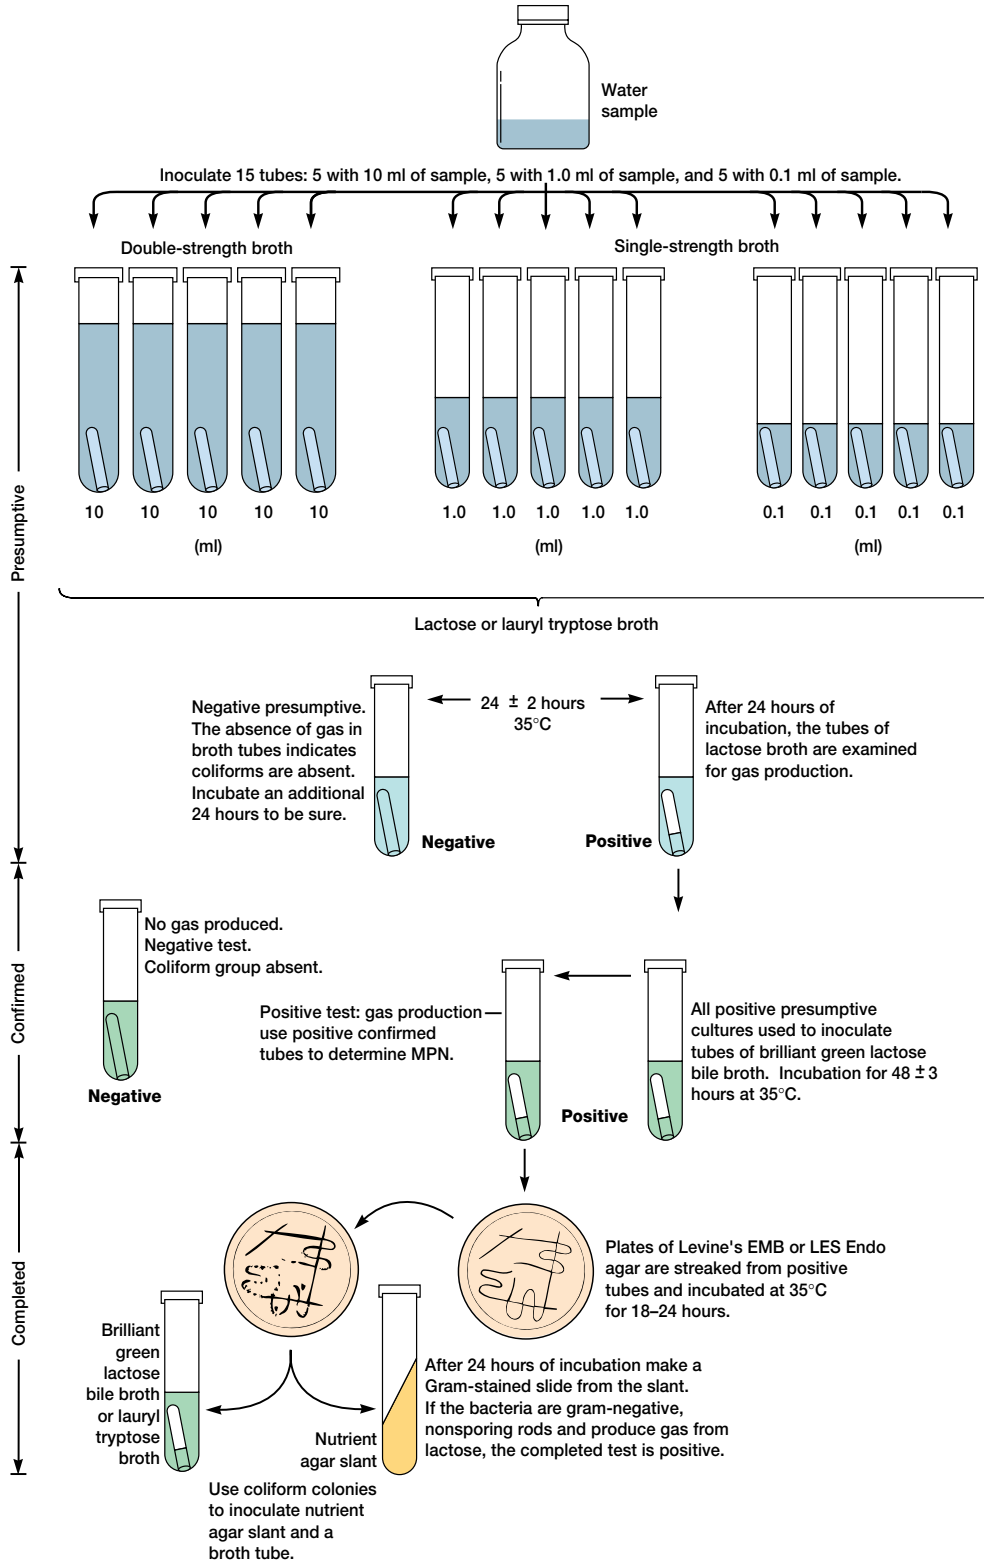 Water
sample
Inoculate 15 tubes: 5 with 10 ml of sample, 5 with 1.0 ml of sample, and 5 with 0.1 ml of sample.
Double-strength broth
Single-strength broth
10 10 10 10 10
(ml)
1.0 1.0 1.0 1.0 1.0
(ml)
0.1 0.1 0.1 0.1 0.1
(ml)
Presumptive
Lactose or lauryl tryptose broth
Negative presumptive.
The absence of gas in
broth tubes indicates
coliforms are absent.
Incubate an additional
24 hours to be sure.
Negative
24 ± 2 hours
35°C
Positive
After 24 hours of
incubation, the tubes of
lactose broth are examined
for gas production.
Confirmed
No gas produced.
Negative test.
Coliform group absent.
Negative
Positive test: gas production
use positive confirmed
tubes to determine MPN.
Positive
All positive presumptive
cultures used to inoculate
tubes of brilliant green lactose
bile broth. Incubation for 48 ± 3
hours at 35°C.
Completed
Plates of Levine's EMB or LES Endo
agar are streaked from positive
tubes and incubated at 35°C
for 18–24 hours.
Brilliant
green
lactose
bile broth
or lauryl
tryptose
broth
Nutrient
agar slant
After 24 hours of incubation make a
Gram-stained slide from the slant.
If the bacteria are gram-negative,
nonsporing rods and produce gas from
lactose, the completed test is positive.
Use coliform colonies
to inoculate nutrient
agar slant and a
broth tube.